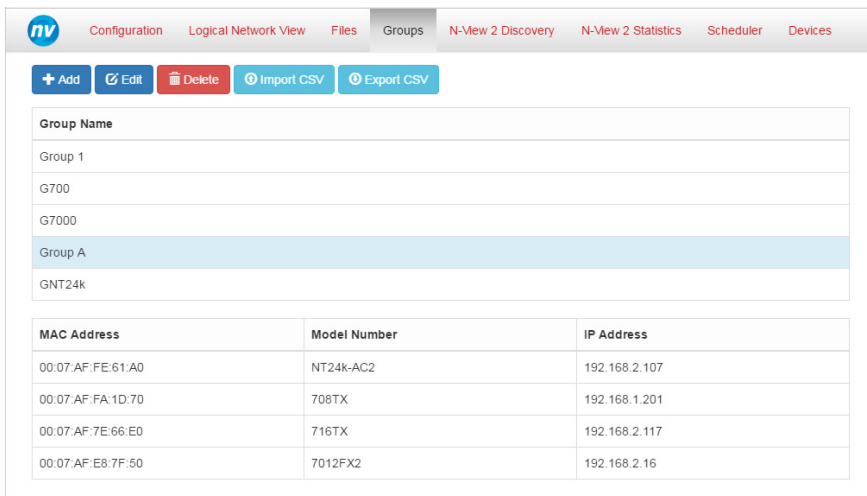 nv Configuration Logical Network View Files Groups N-View 2 Discovery N-View 2 Statistics Scheduler Devices
Add Edit Delete Import CSV Export CSV
Group Name
Group 1
G700
G7000
Group A
GNT24k
MAC Address Model Number IP Address
00:07:AF:FE:61:A0 NT24k-AC2 192.168.2.107
00:07:AF:FA:1D:70 708TX 192.168.1.201
00:07:AF:7E:66:E0 716TX 192.168.2.117
00:07:AF:E8:7F:50 7012FX2 192.168.2.16